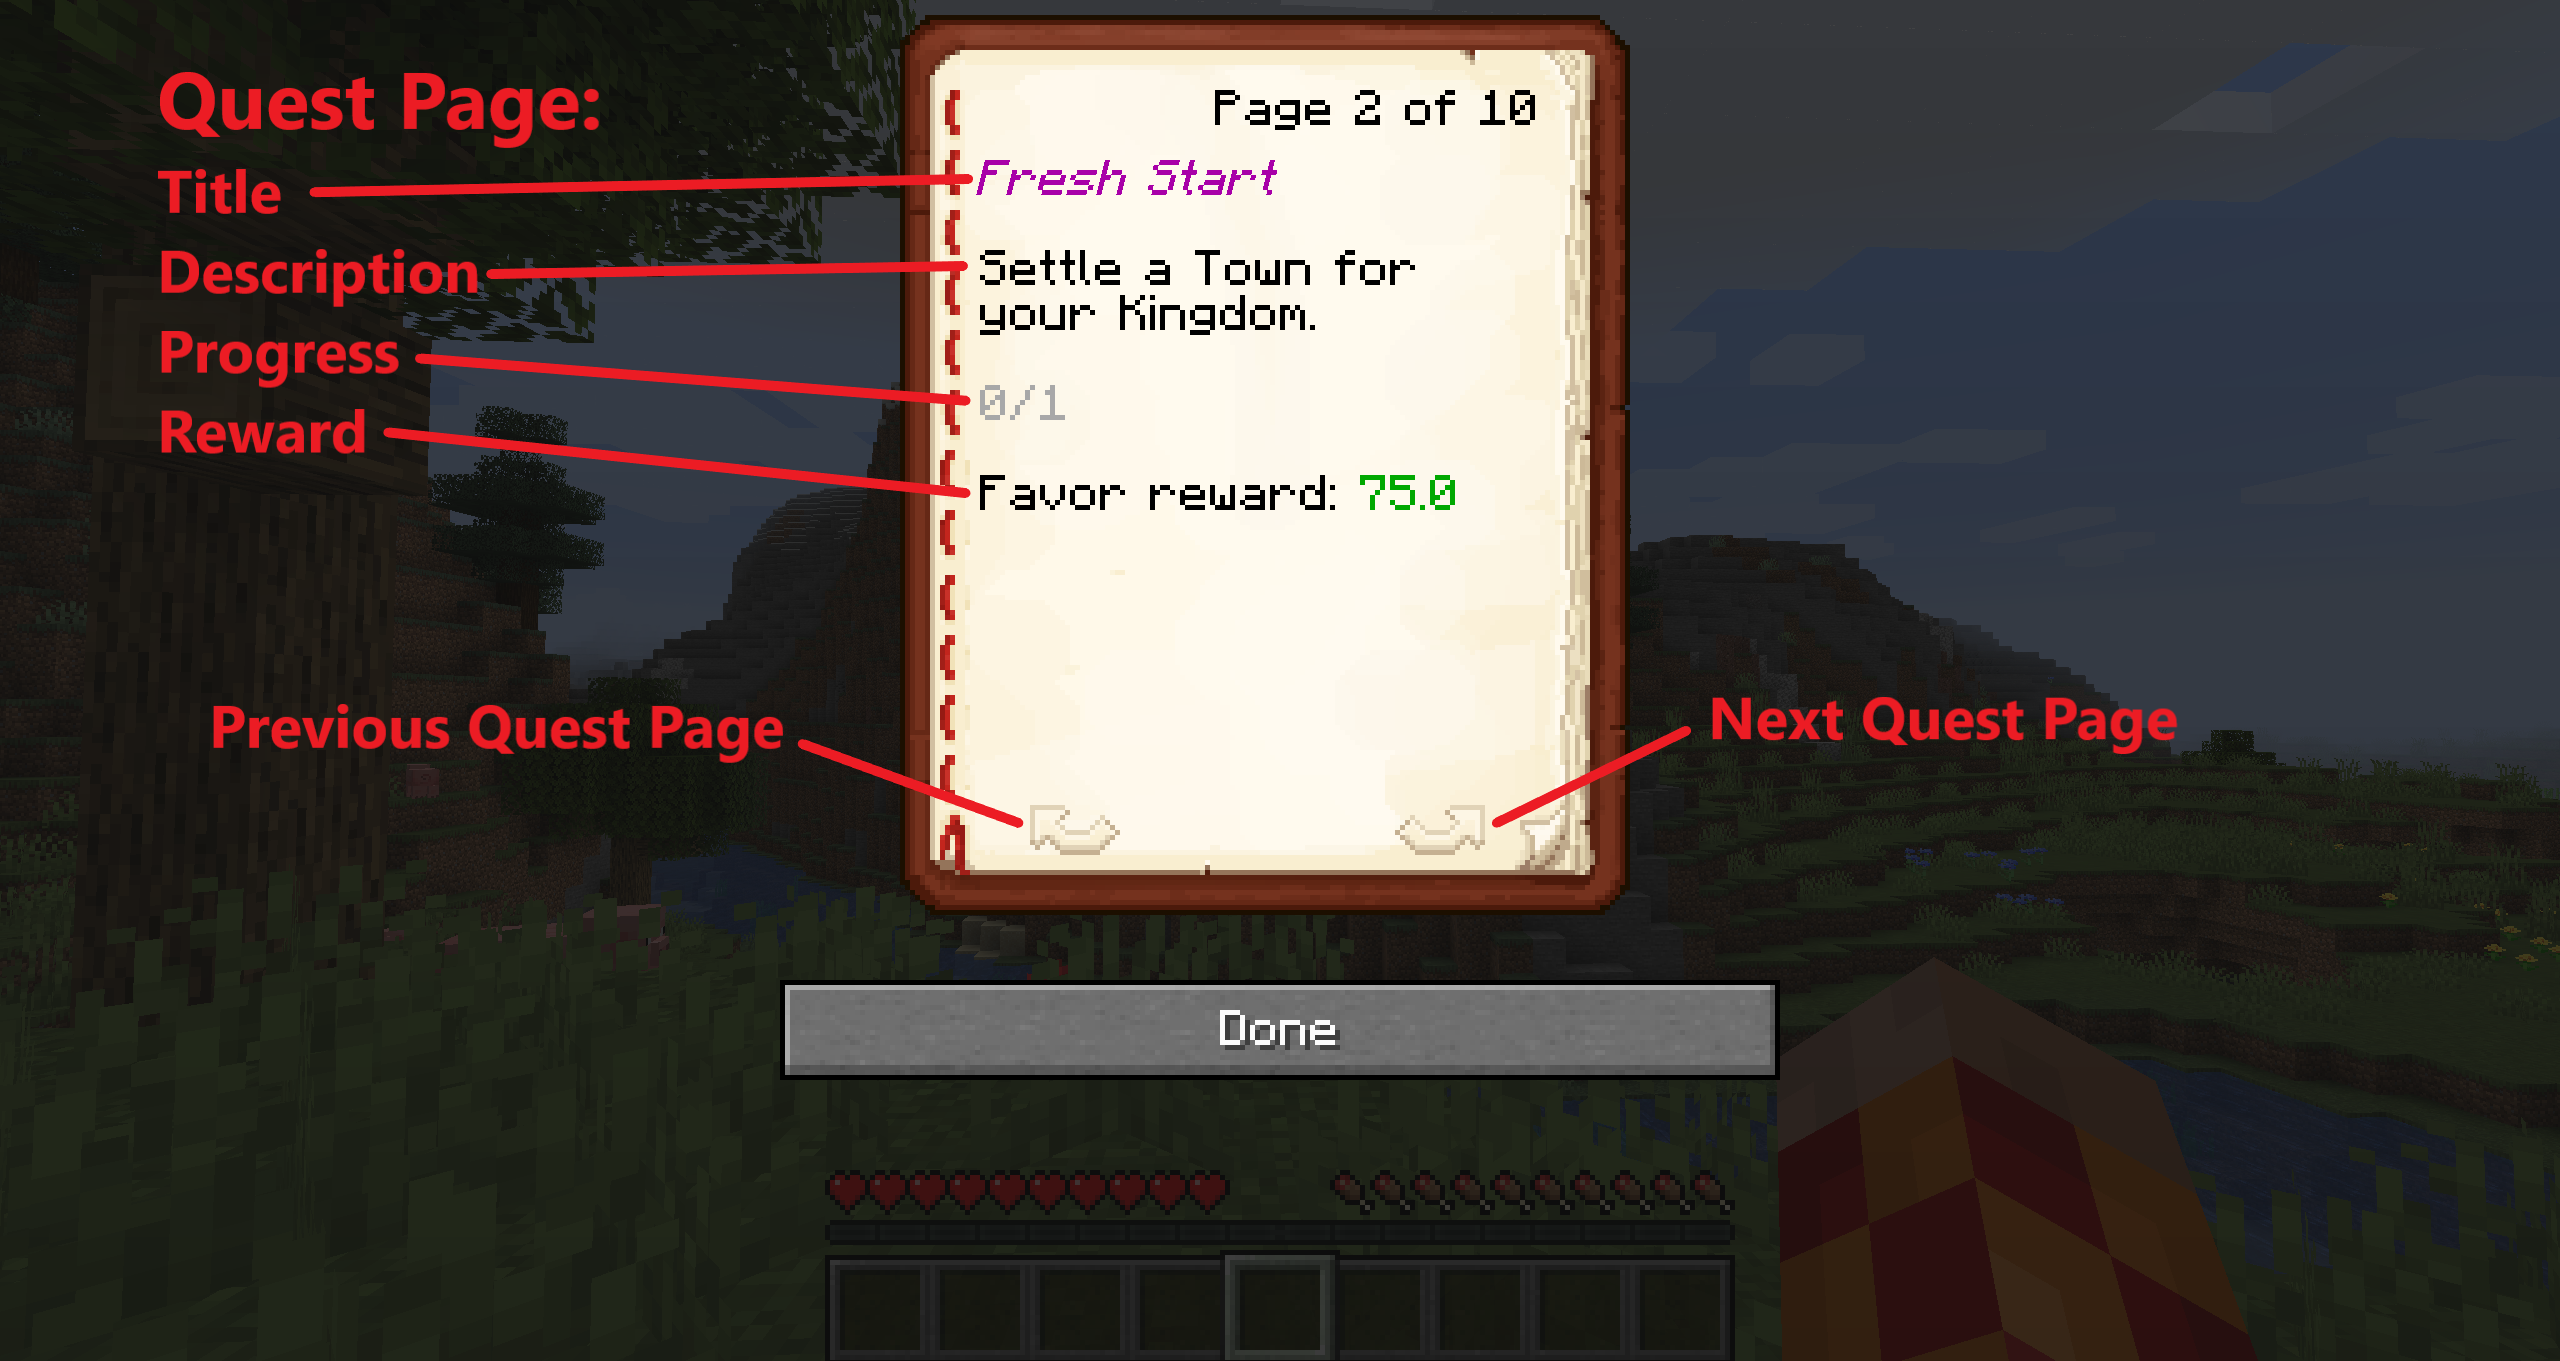 Quest Page:
Title
Description
Progress
Reward
Page 2 of 10
Fresh Start
Settle a Town for
your Kingdom.
0/1
Favor reward: 75.0
Previous Quest Page
Next Quest Page
Done